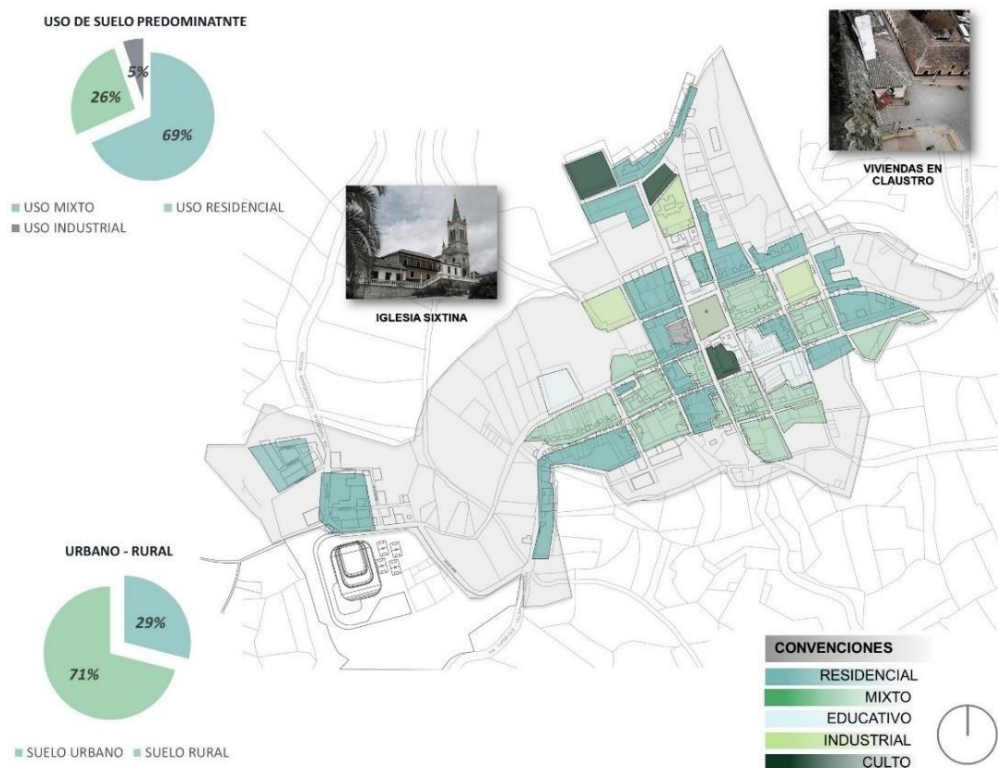 USO DE SUELO PREDOMINATNTE
5%
26%
69%
USO MIXTO
USO RESIDENCIAL
USO INDUSTRIAL
IGLESIA SIXTINA
VIVIENDAS EN
CLAUSTRO
URBANO - RURAL
29%
71%
SUELO URBANO
SUELO RURAL
CONVENCIONES
RESIDENCIAL
MIXTO
EDUCATIVO
INDUSTRIAL
CULTO